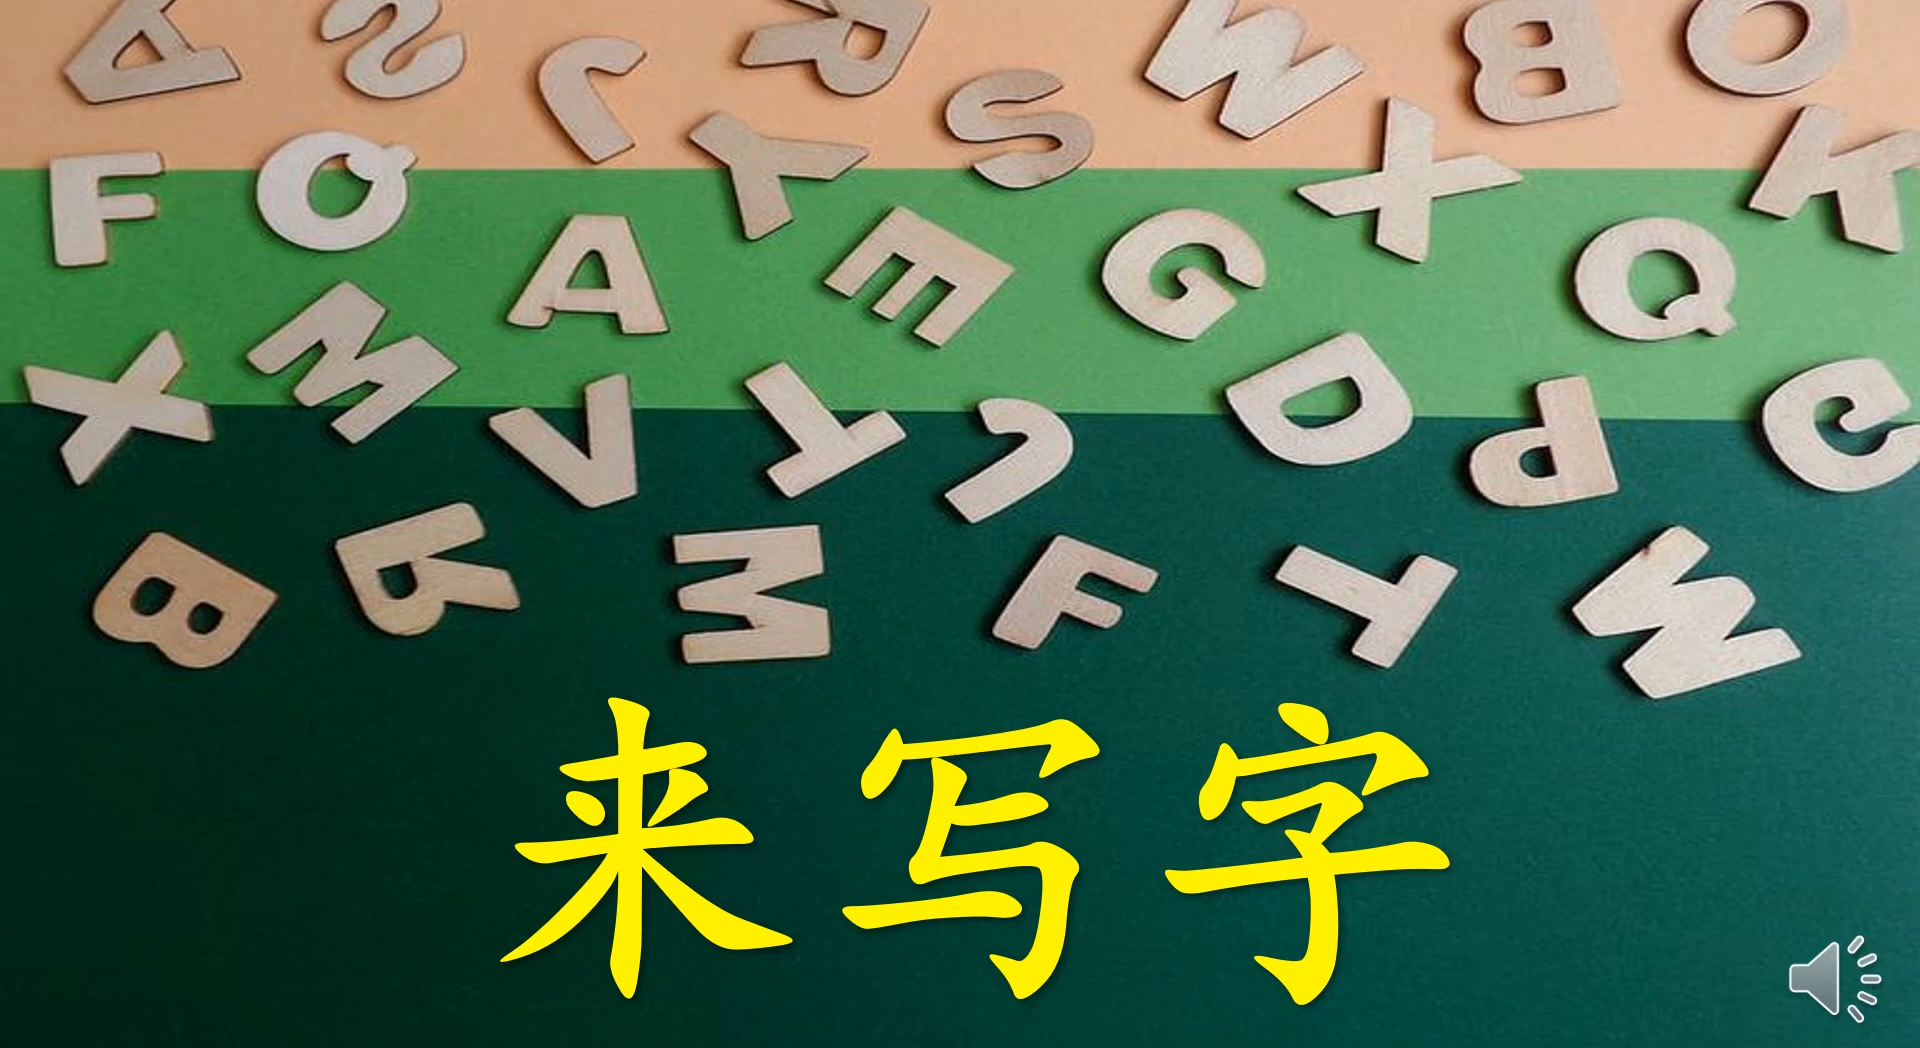 A S J R W B O
F Q Y S X K
A E G Q
X M V T J D P C
B R M F T W
来写字